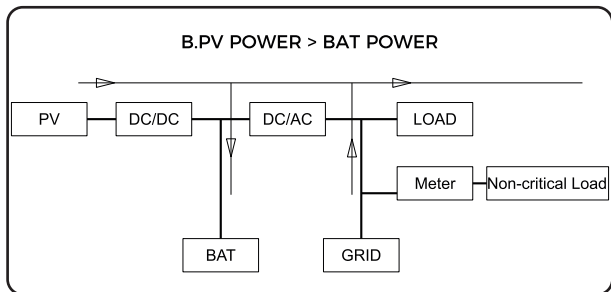 B.PV POWER > BAT POWER
PV
DC/DC
DC/AC
LOAD
Meter
Non-critical Load
BAT
GRID